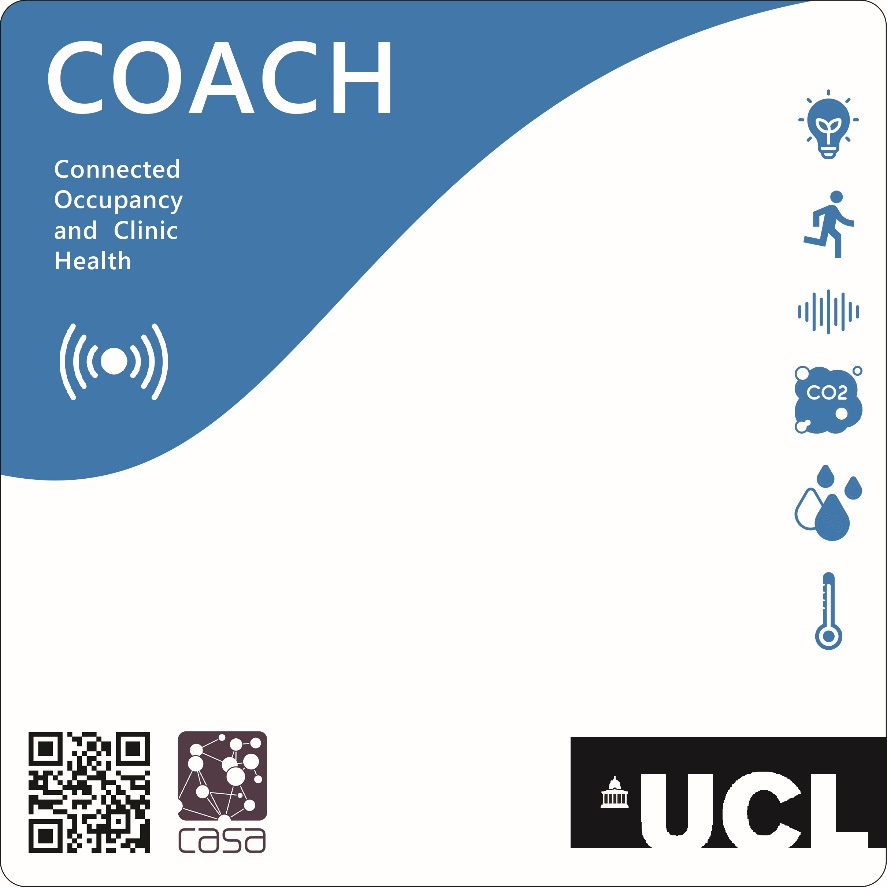 COACH
Connected
Occupancy
and Clinic
Health
CO2
casa
UCL